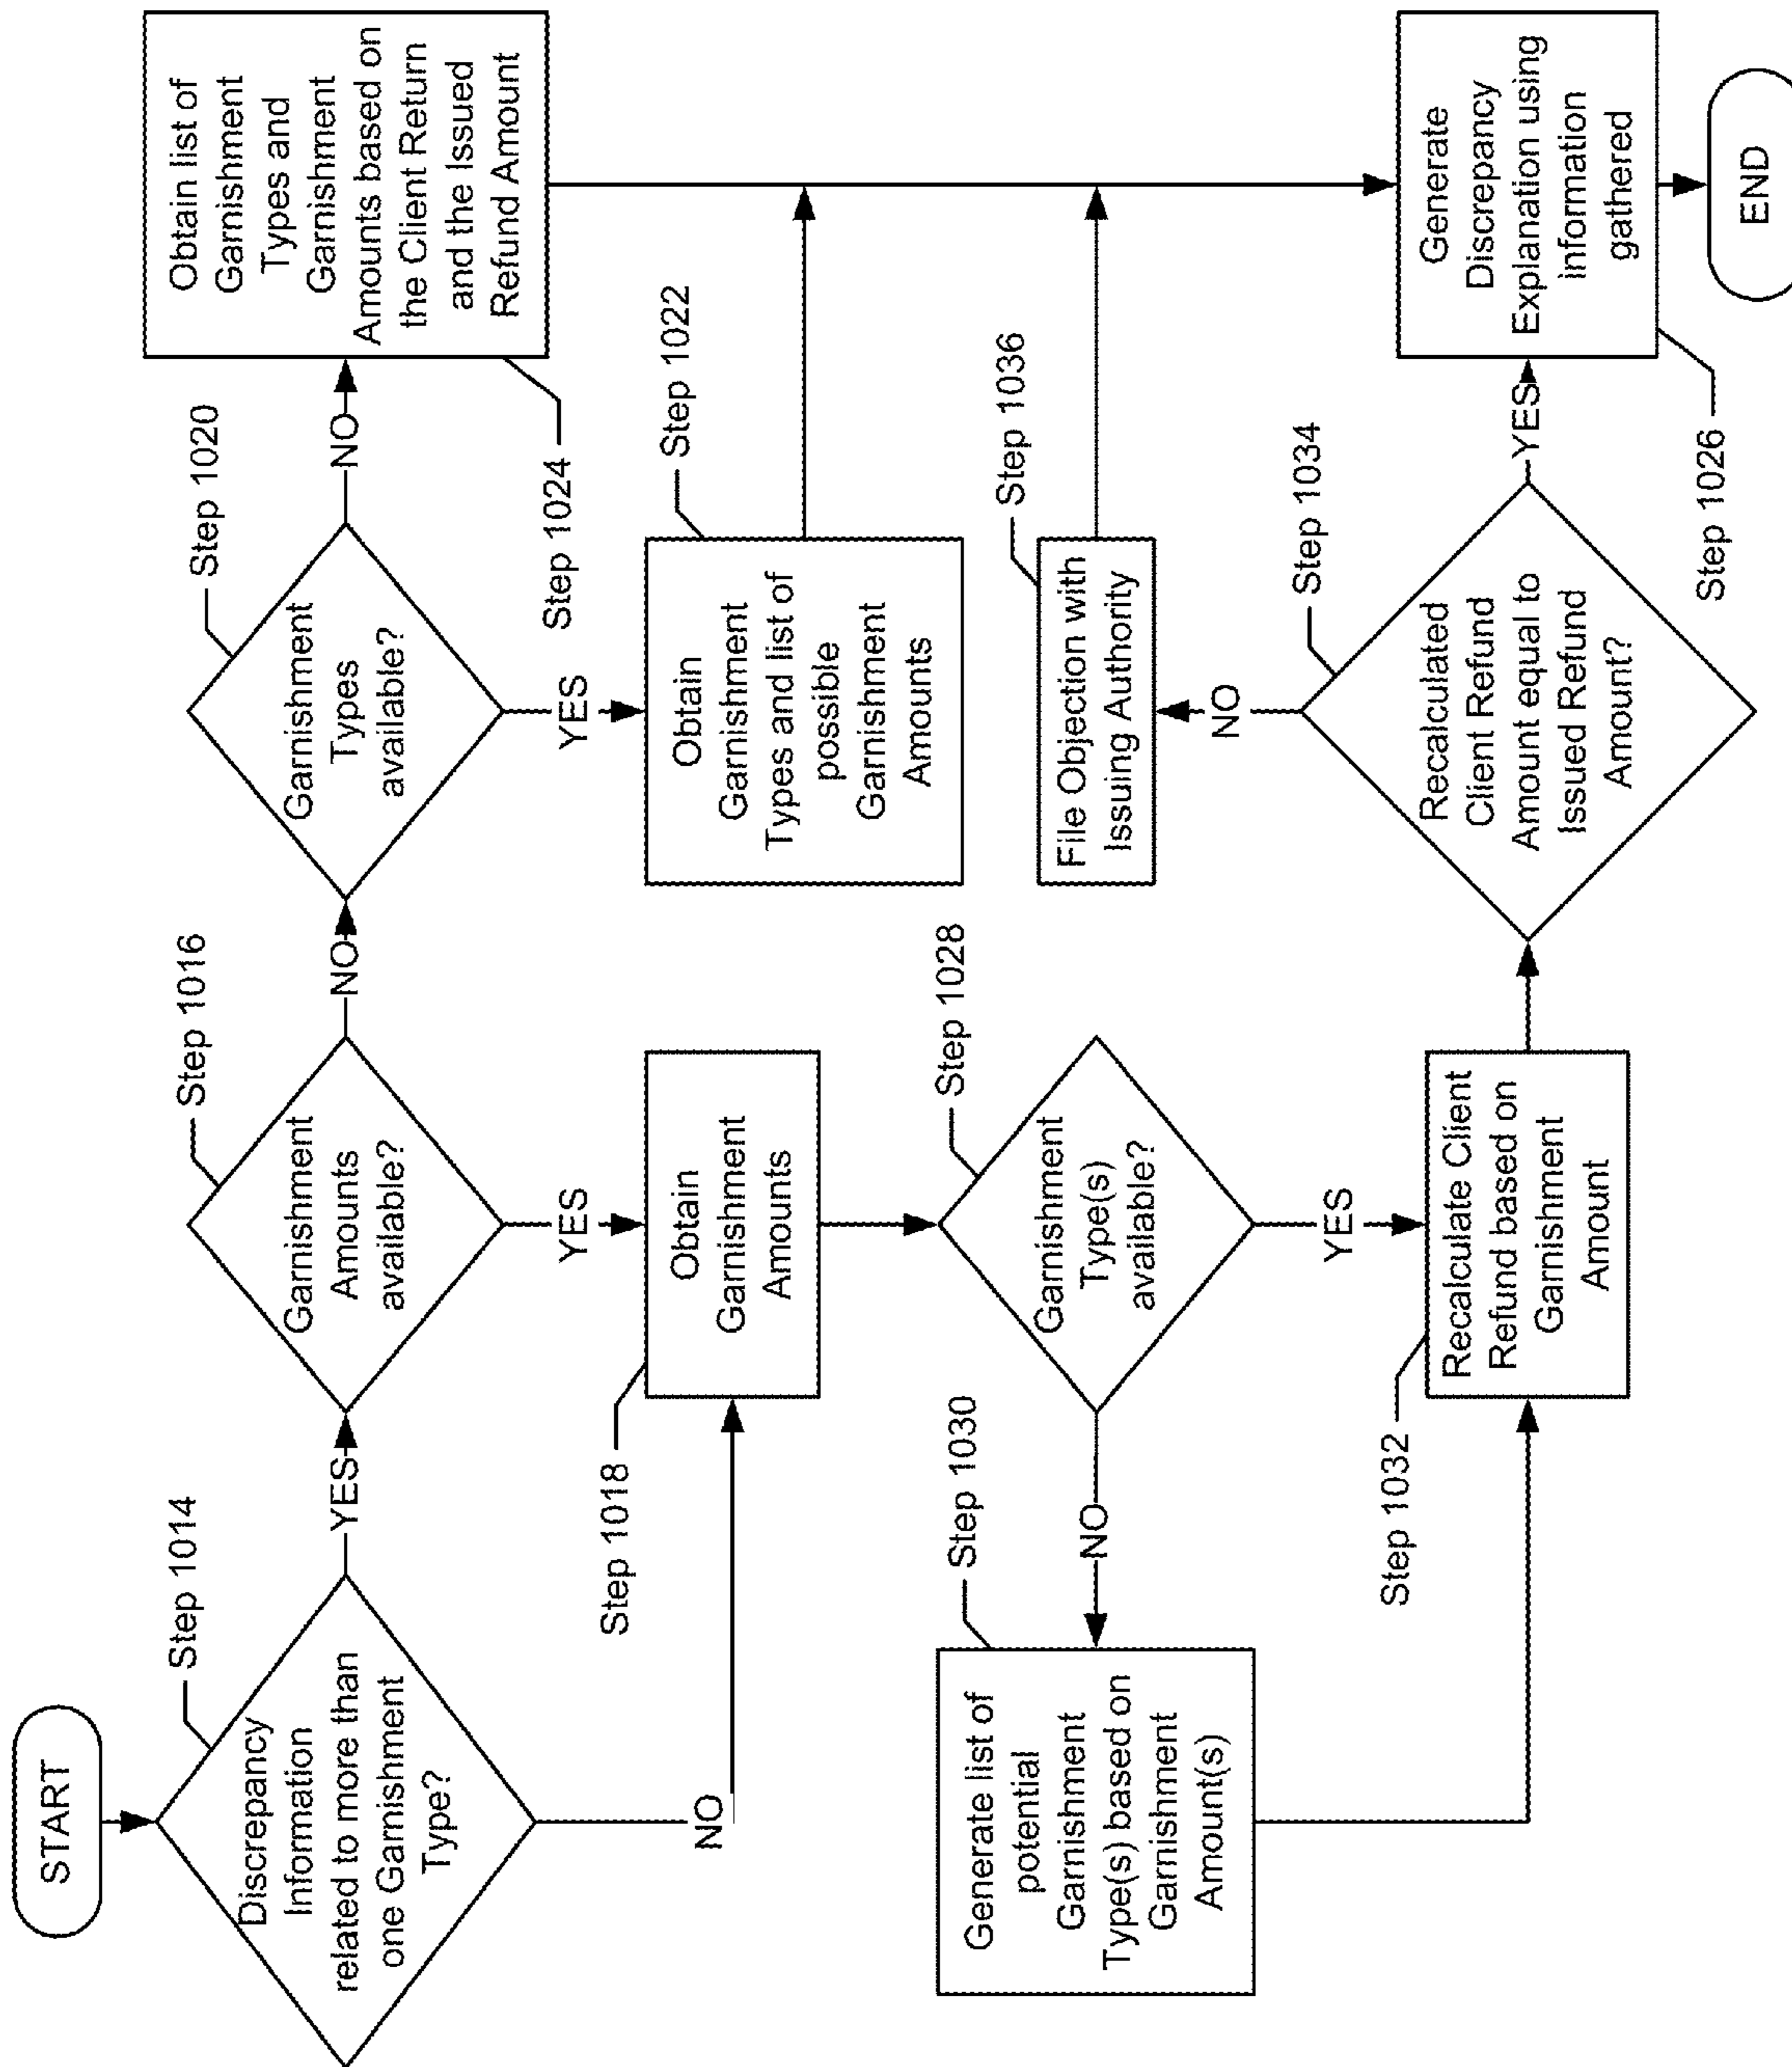 START
Step 1014
Discrepancy
Information
related to more than
one Garnishment
Type?
YES
NO
Step 1016
Garnishment
Amounts
available?
NO
YES
Step 1020
Garnishment
Types
available?
NO
YES
Obtain list of
Garnishment
Types and
Garnishment
Amounts based on
the Client Return
and the Issued
Refund Amount
Step 1024
Step 1018
Obtain
Garnishment
Amounts
Step 1022
Obtain
Garnishment
Types and list of
possible
Garnishment
Amounts
Step 1030
Generate list of
potential
Garnishment
Type(s) based on
Garnishment
Amount(s)
NO
Step 1028
Garnishment
Type(s)
available?
YES
Step 1036
File Objection with
Issuing Authority
NO
Step 1032
Recalculate Client
Refund based on
Garnishment
Amount
Step 1034
Recalculated
Client Refund
Amount equal to
Issued Refund
Amount?
YES
Generate
Discrepancy
Explanation using
information
gathered
Step 1026
END